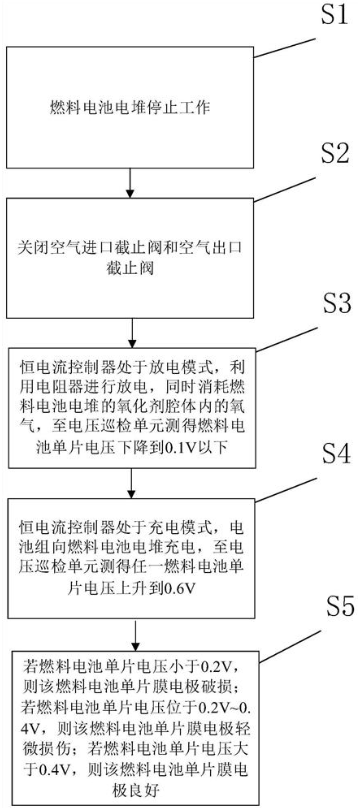 S1
燃料电池电堆停止工作
S2
关闭空气进口截止阀和空气出口
截止阀
S3
恒电流控制器处于放电模式，利
用电阻器进行放电，同时消耗燃
料电池电堆的氧化剂腔体内的氧
气，至电压巡检单元测得燃料电
池单片电压下降到0.1V以下
S4
恒电流控制器处于充电模式，电
池组向燃料电池电堆充电，至电
压巡检单元测得任一燃料电池单
片电压上升到0.6V
S5
若燃料电池单片电压小于0.2V，
则该燃料电池单片膜电极破损；
若燃料电池单片电压位于0.2V~0.
4V，则该燃料电池单片膜电极轻
微损伤；若燃料电池单片电压大
于0.4V，则该燃料电池单片膜电
极良好